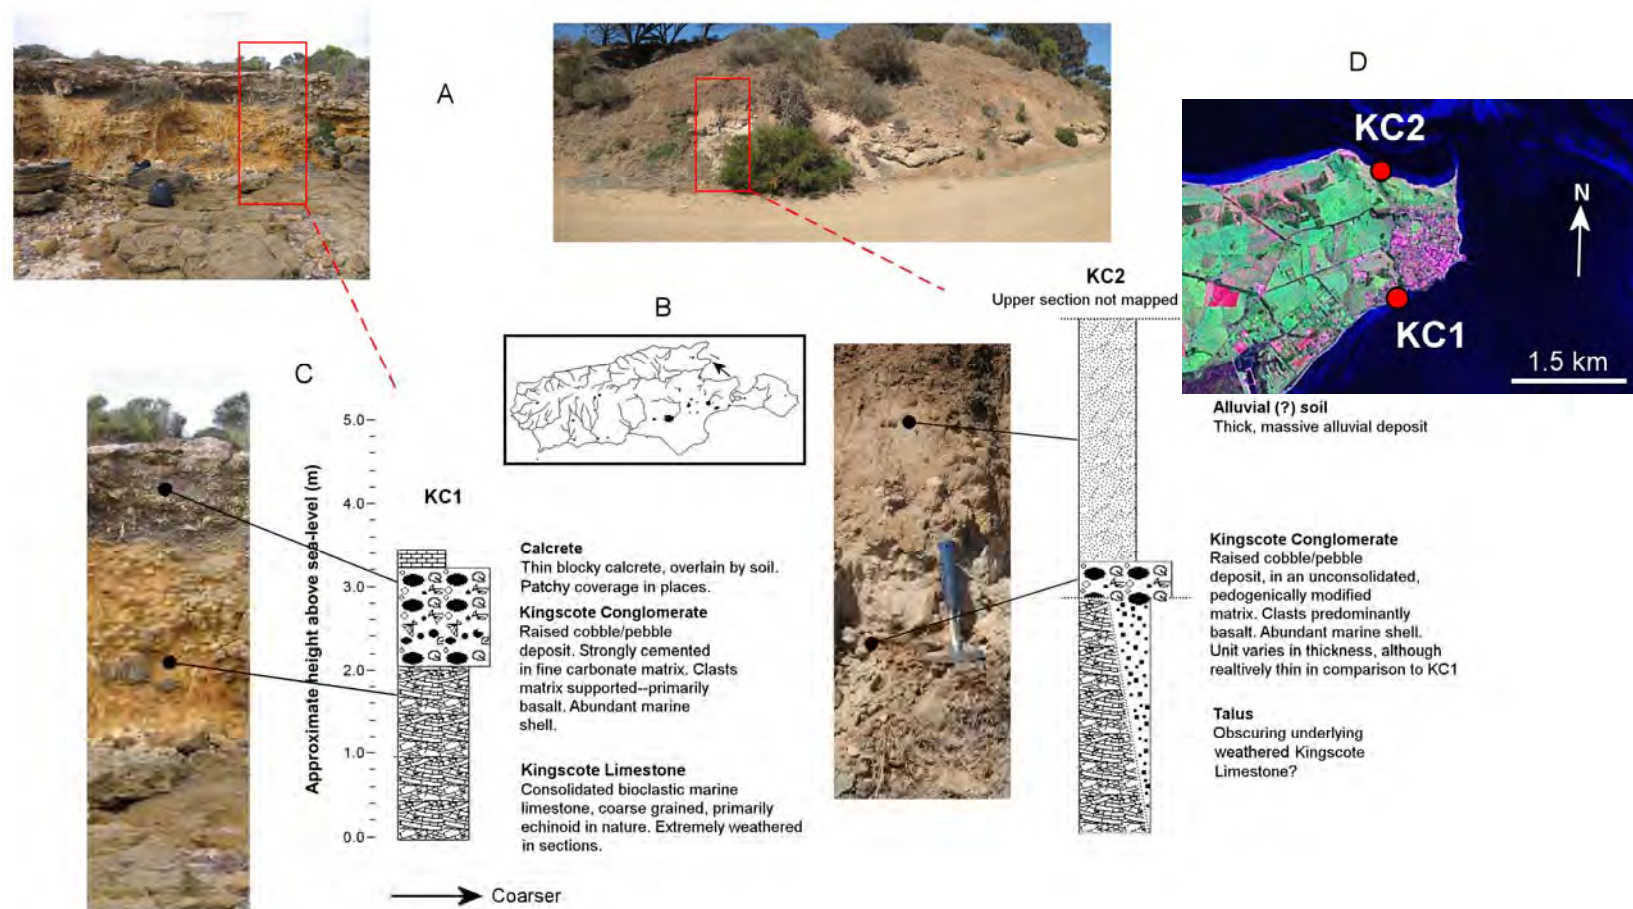 A
D
KC2
N
KC1
1.5 km
KC2
Upper section not mapped
B
C
Approximate height above sea-level (m)
5.0
4.0
3.0
2.0
1.0
0.0
KC1
Calcrete
Thin blocky calcrete, overlain by soil.
Patchy coverage in places.
Kingscote Conglomerate
Raised cobble/pebble
deposit. Strongly cemented
in fine carbonate matrix. Clasts
matrix supported--primarily
basalt. Abundant marine
shell.
Kingscote Limestone
Consolidated bioclastic marine
limestone, coarse grained, primarily
echinoid in nature. Extremely weathered
in sections.
Coarser
Alluvial (?) soil
Thick, massive alluvial deposit
Kingscote Conglomerate
Raised cobble/pebble
deposit, in an unconsolidated,
pedogenically modified
matrix. Clasts predominantly
basalt. Abundant marine shell.
Unit varies in thickness, although
realtively thin in comparison to KC1
Talus
Obscuring underlying
weathered Kingscote
Limestone?